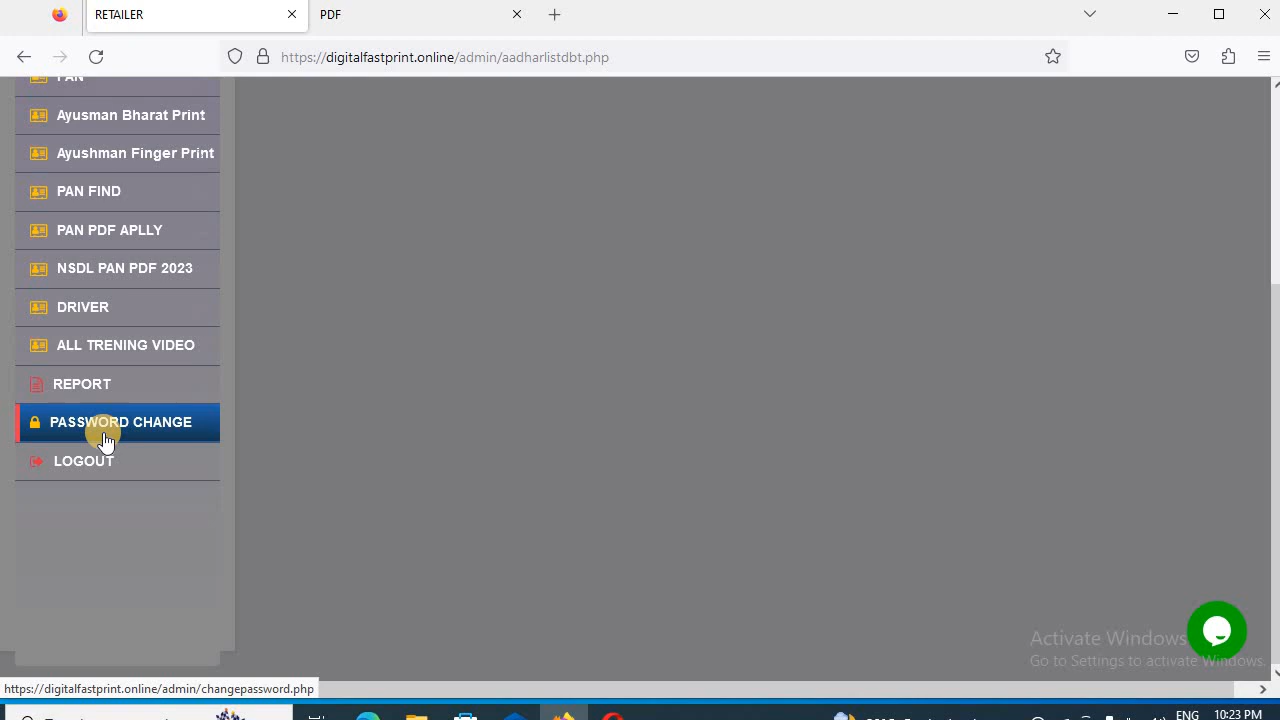 RETAILER
PDF
https://digitalfastprint.online/admin/aadharlistdbt.php
PAN
Ayusman Bharat Print
Ayushman Finger Print
PAN FIND
PAN PDF APLLY
NSDL PAN PDF 2023
DRIVER
ALL TRENING VIDEO
REPORT
PASSWORD CHANGE
LOGOUT
Activate Windows
Go to Settings to activate Windows.
https://digitalfastprint.online/admin/changepassword.php
ENG
10:23 PM